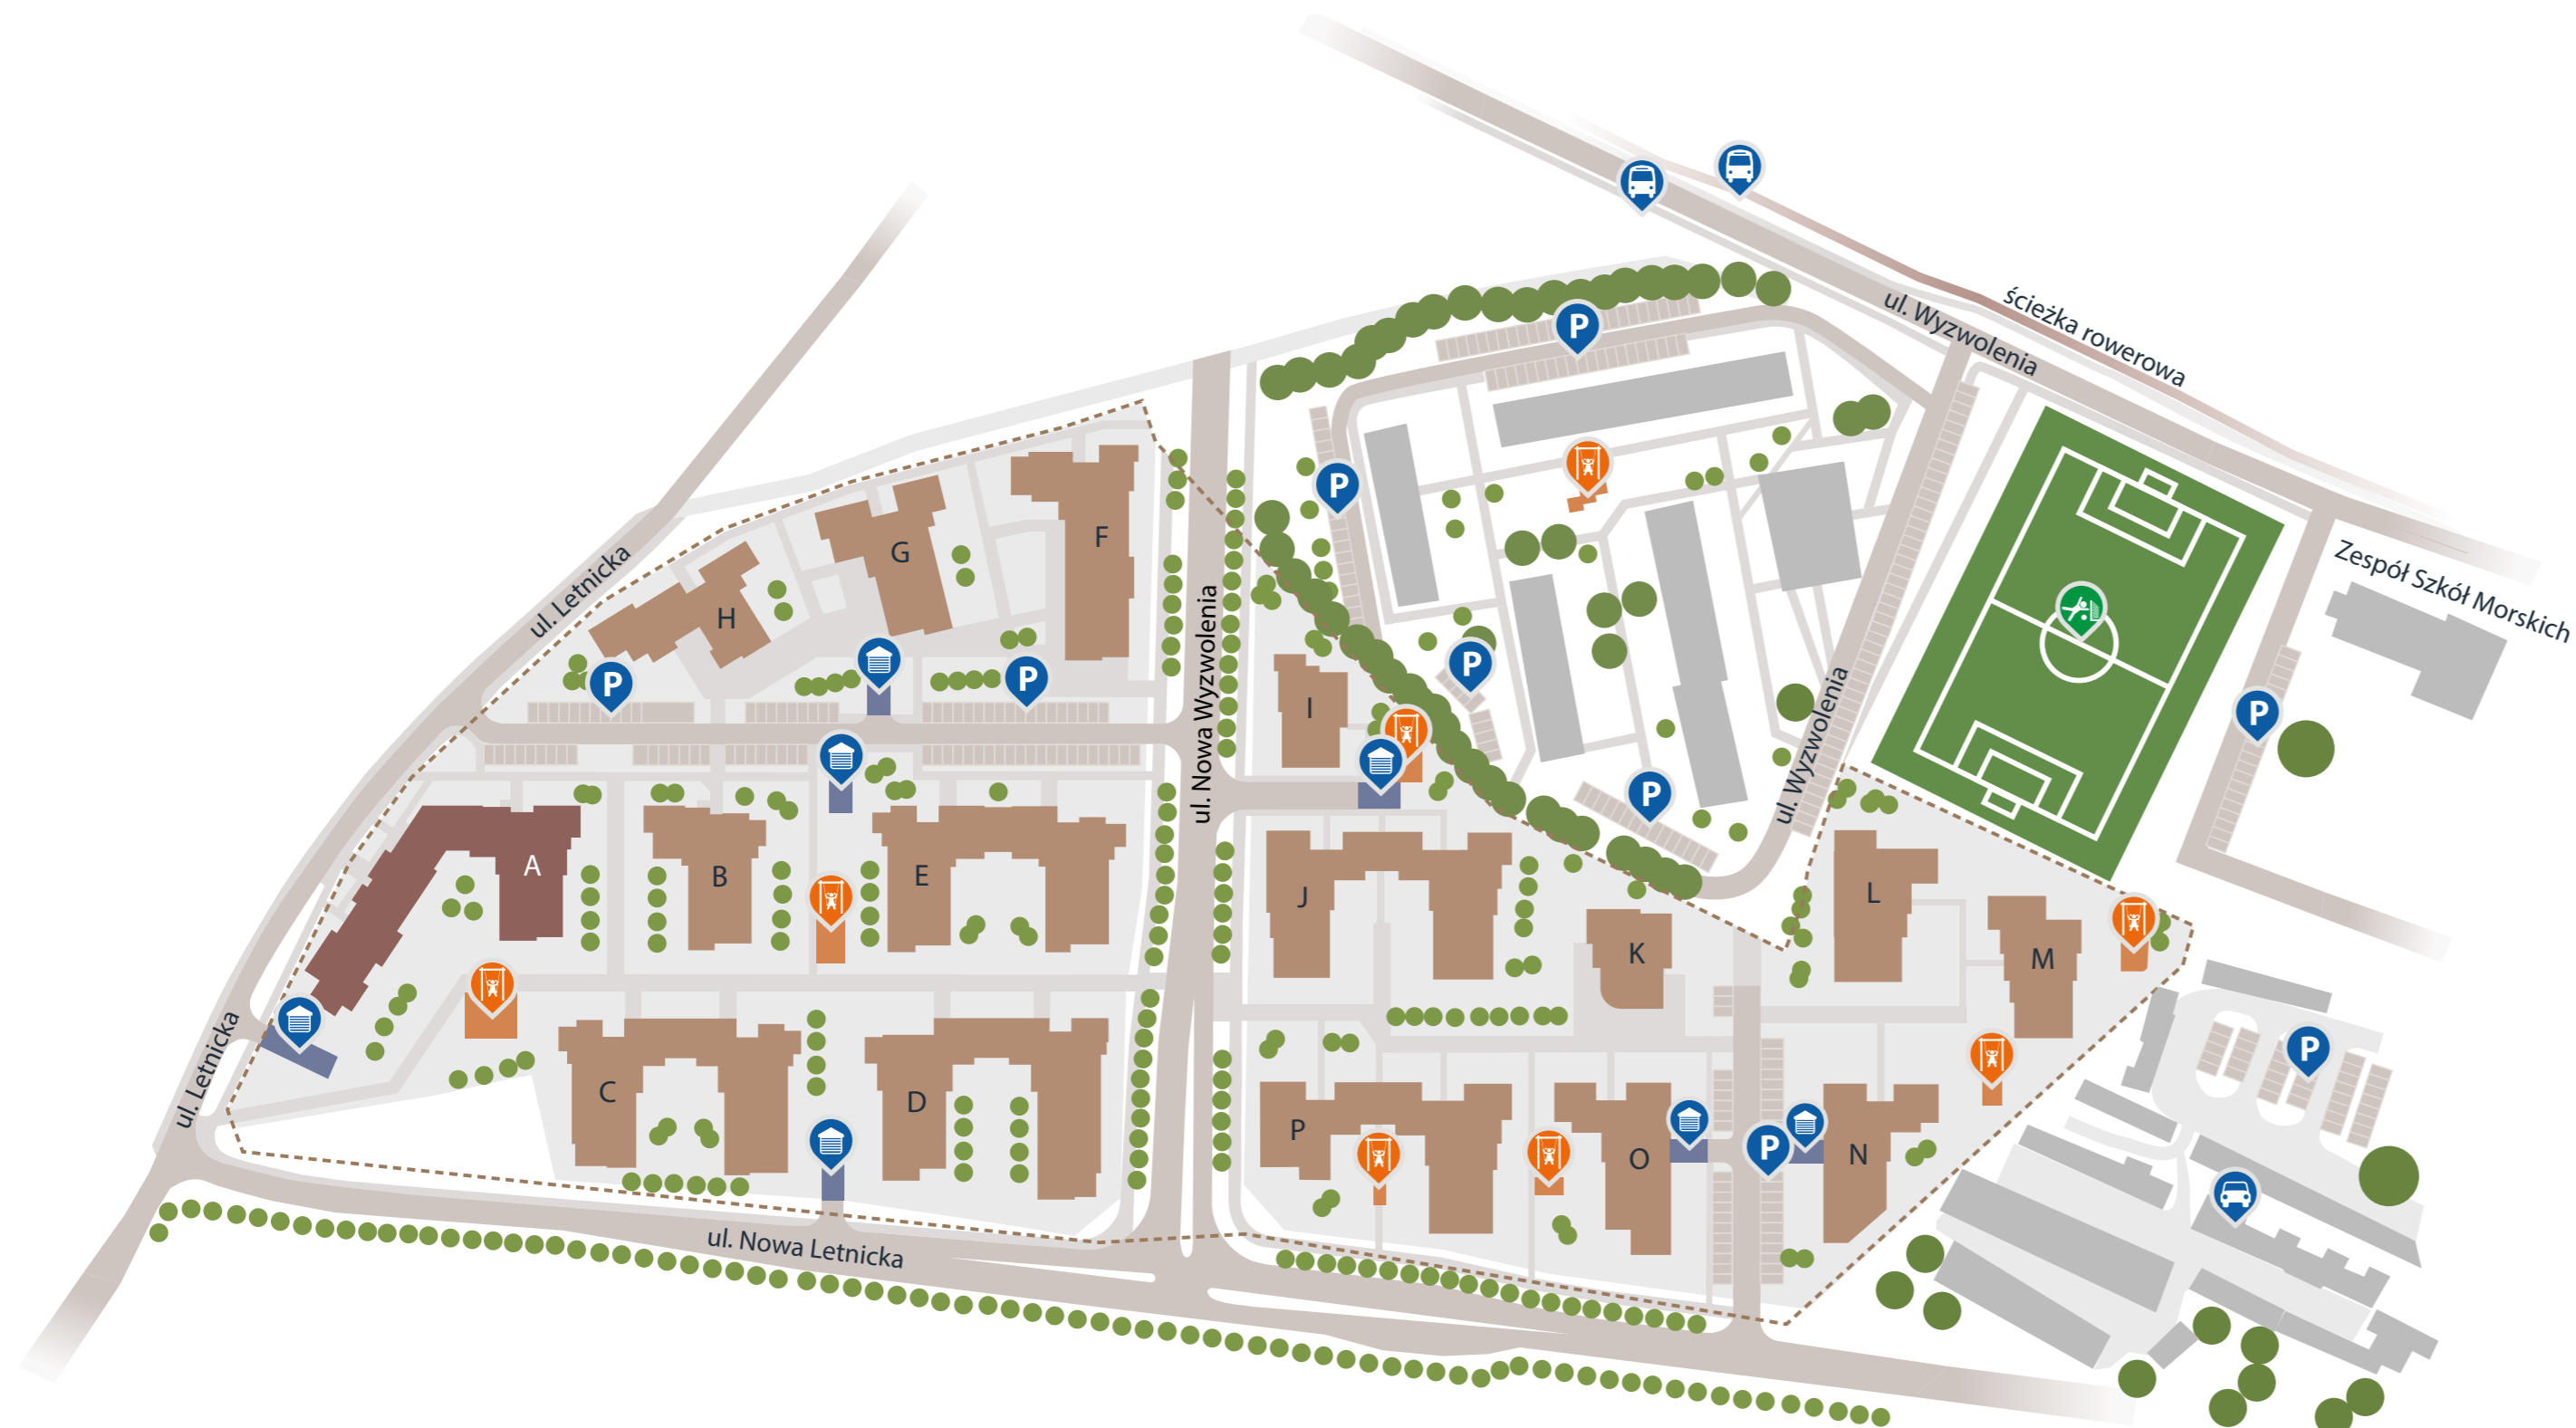 ul. Wyzwolenia
ścieżka rowerowa
P
P
P
P
P
P
P
P
P
P
Zespół Szkół Morskich
ul. Letnicka
ul. Nowa Wyzwolenia
ul. Wyzwolenia
F
G
H
I
A
B
E
J
K
L
M
C
D
P
O
N
ul. Letnicka
ul. Nowa Letnicka